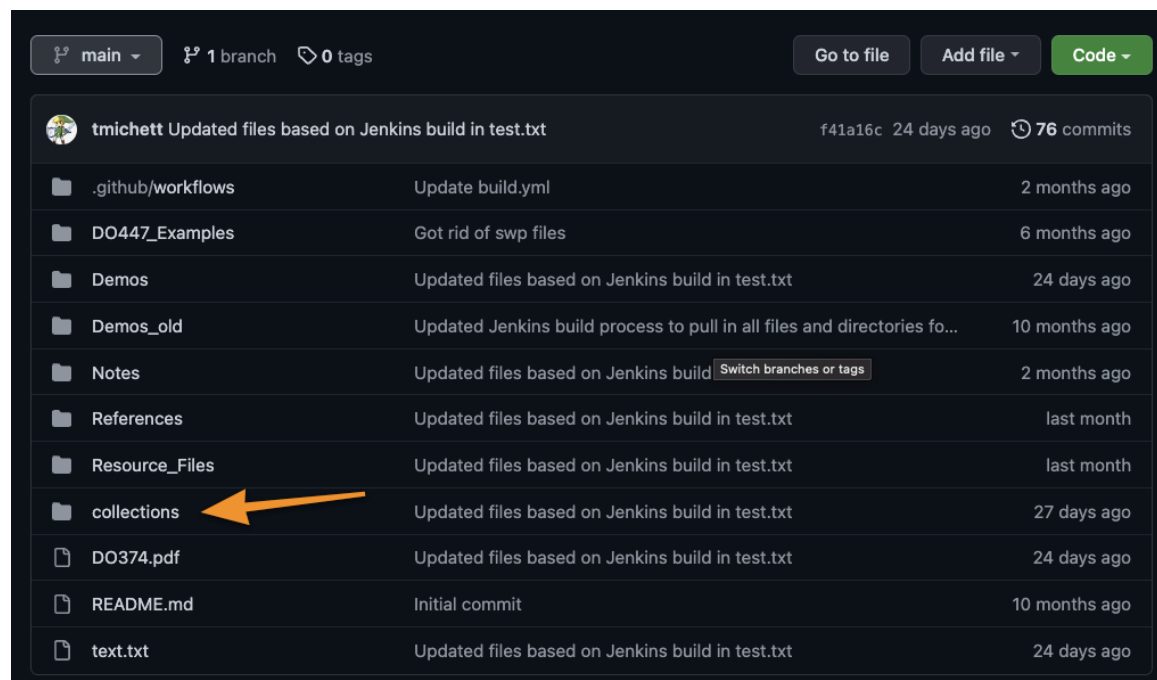 main 1 branch 0 tags Go to file Add file Code
tmichett Updated files based on Jenkins build in test.txt f41a16c 24 days ago 76 commits
.github/workflows Update build.yml 2 months ago
DO447_Examples Got rid of swp files 6 months ago
Demos Updated files based on Jenkins build in test.txt 24 days ago
Demos_old Updated Jenkins build process to pull in all files and directories fo... 10 months ago
Notes Updated files based on Jenkins build Switch branches or tags 2 months ago
References Updated files based on Jenkins build in test.txt last month
Resource_Files Updated files based on Jenkins build in test.txt last month
collections Updated files based on Jenkins build in test.txt 27 days ago
DO374.pdf Updated files based on Jenkins build in test.txt 24 days ago
README.md Initial commit 10 months ago
text.txt Updated files based on Jenkins build in test.txt 24 days ago